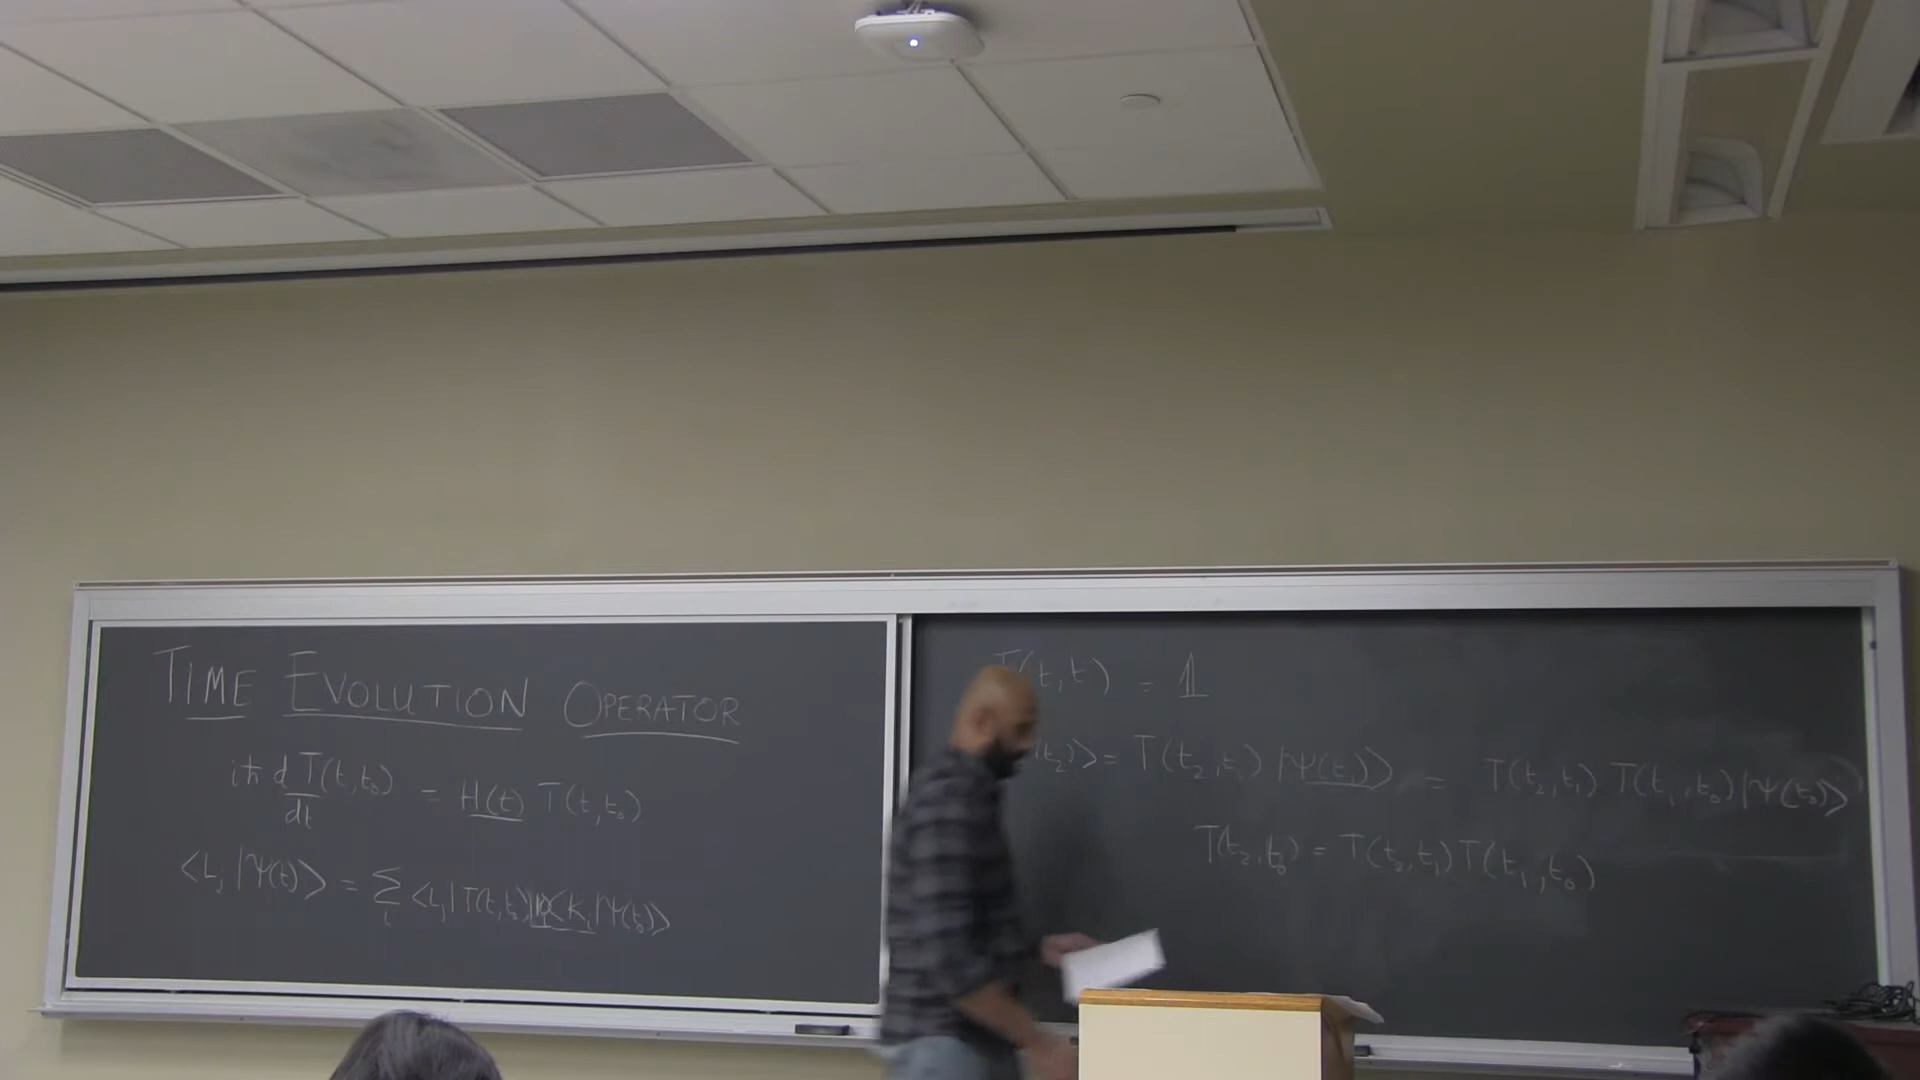 TIME EVOLUTION OPERATOR
iħ d T(t,t₀)/dt = H(t) T(t,t₀)
<L_j|Ψ(t)> = Σ_i <L_j|T(t,t₀)|K_i|Ψ(t₀)>
T(t,t) = 𝟙
(t₂)> = T(t₂,t₁) |Ψ(t₁)> = T(t₂,t₁) T(t₁,t₀)|Ψ(t₀)>
T(t₂,t₀) = T(t₂,t₁)T(t₁,t₀)